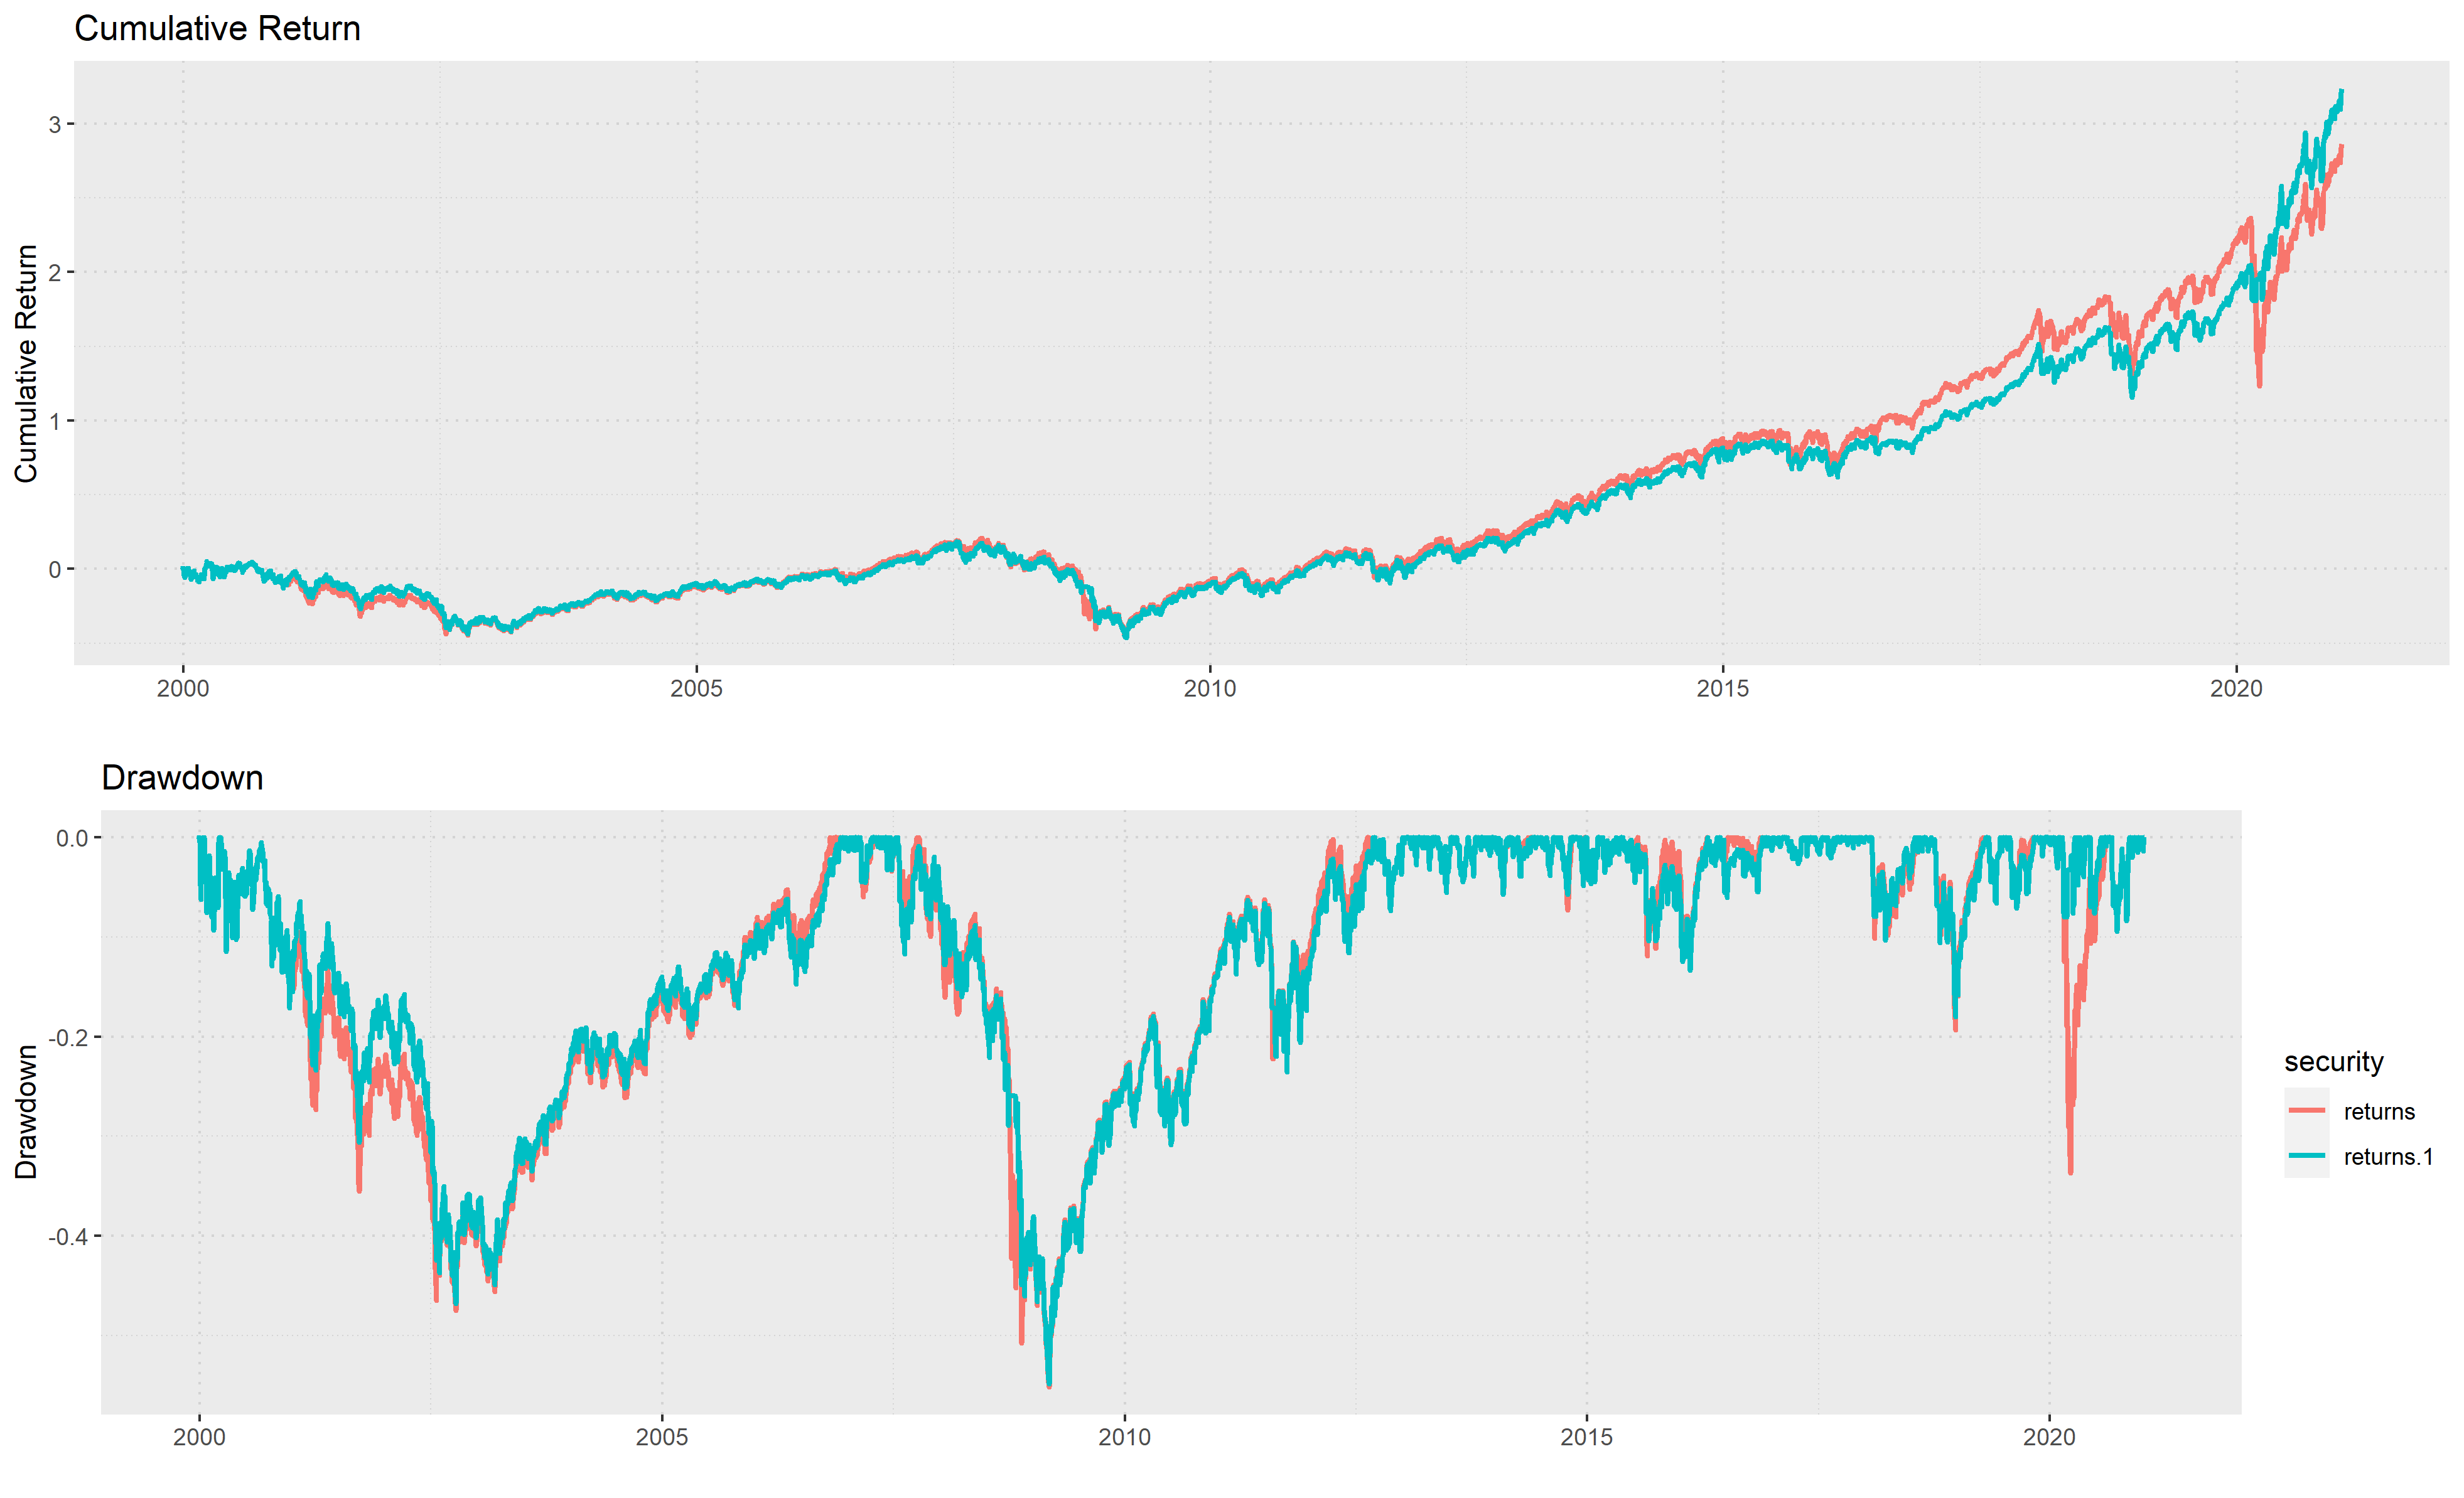 Cumulative Return
Cumulative Return
3
2
1
0
2000 2005 2010 2015 2020
Drawdown
Drawdown
0.0
-0.2
-0.4
2000 2005 2010 2015 2020
security
returns
returns.1